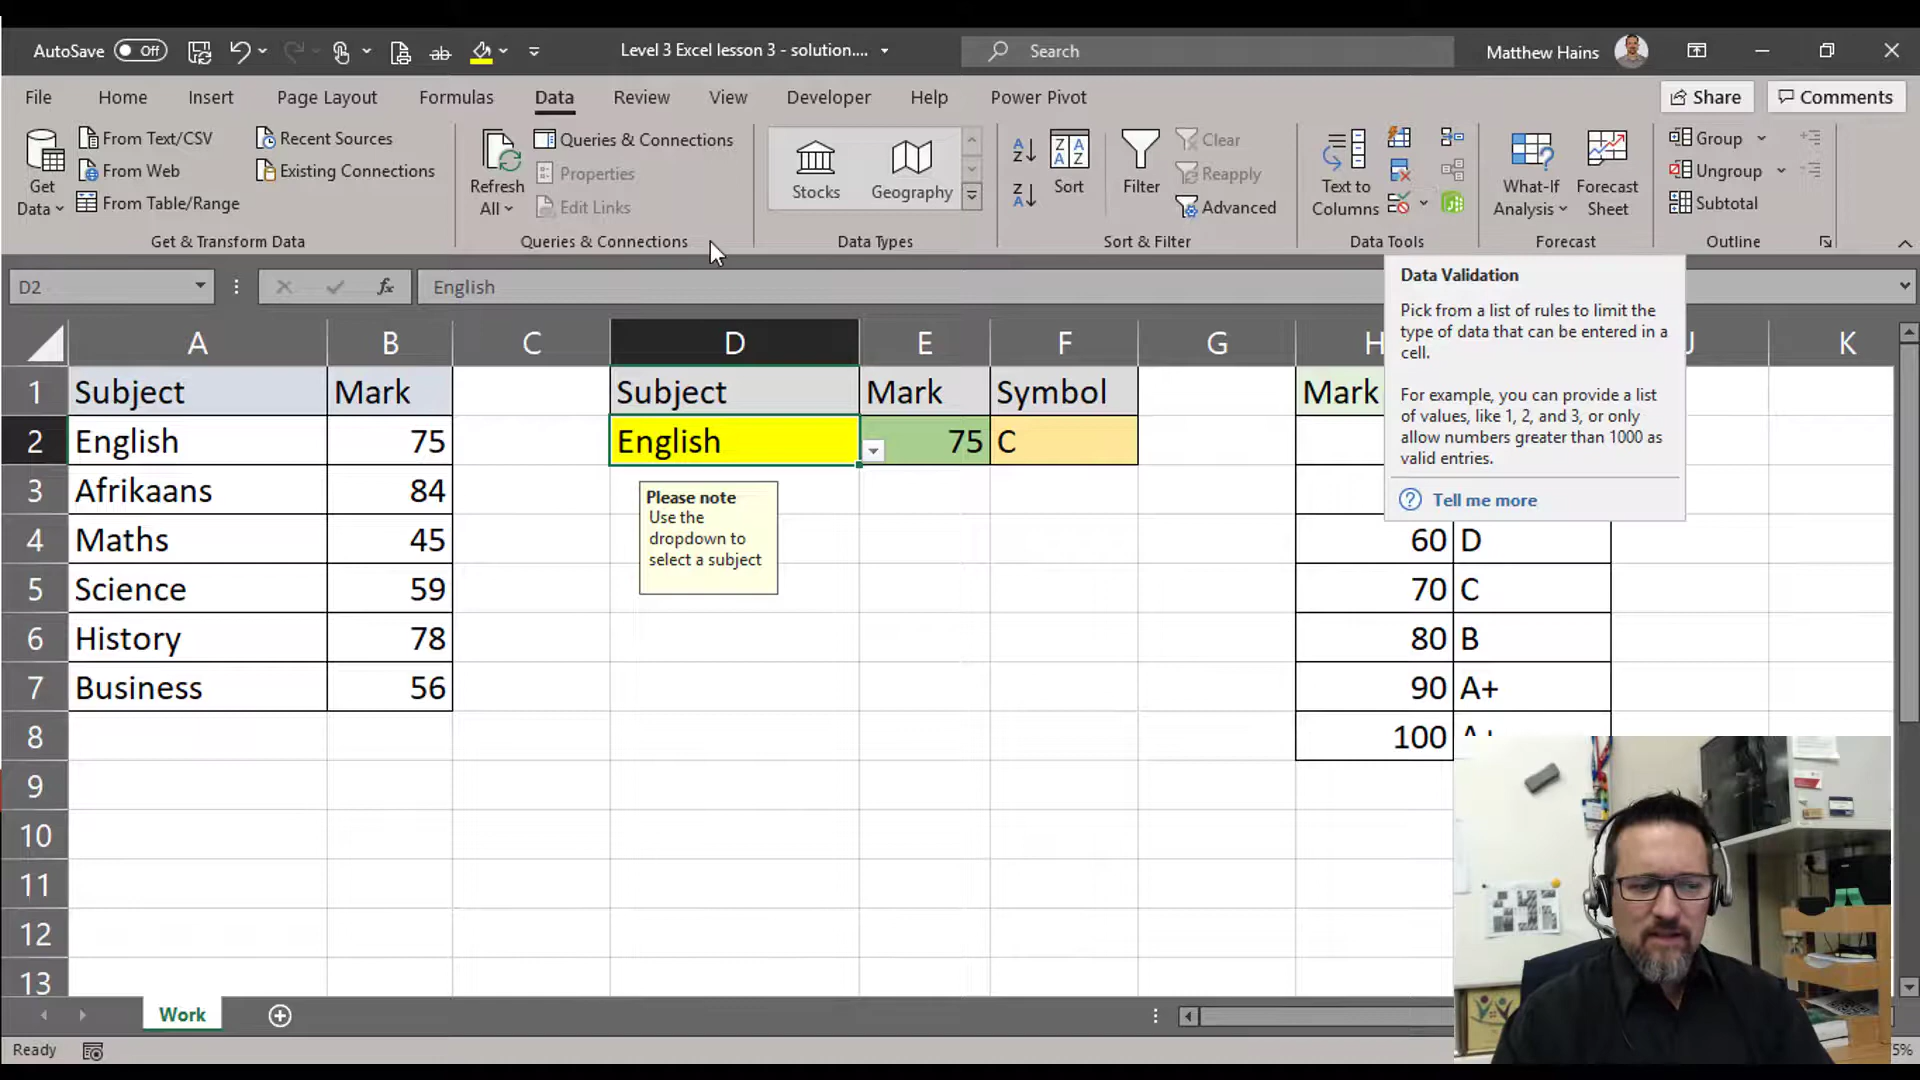 AutoSave Off Level 3 Excel lesson 3 - solution.... Search Matthew Hains
File Home Insert Page Layout Formulas Data Review View Developer Help Power Pivot Share Comments
Get Data
From Text/CSV
From Web
From Table/Range
Recent Sources
Existing Connections
Get & Transform Data
Refresh All
Queries & Connections
Properties
Edit Links
Queries & Connections
Stocks
Geography
Data Types
Sort
Filter
Clear
Reapply
Advanced
Sort & Filter
Text to Columns
Data Tools
What-If Analysis
Forecast Sheet
Forecast
Group
Ungroup
Subtotal
Outline
D2 fx English
Data Validation
Pick from a list of rules to limit the
type of data that can be entered in a
cell.
For example, you can provide a list
of values, like 1, 2, and 3, or only
allow numbers greater than 1000 as
valid entries.
Tell me more
A B C D E F G H J K
1 Subject Mark Subject Mark Symbol Mark
2 English 75 English 75 C
3 Afrikaans 84
4 Maths 45 60 D
5 Science 59 70 C
6 History 78 80 B
7 Business 56 90 A+
8 100 A+
9
10
11
12
13
Please note
Use the
dropdown to
select a subject
Work
Ready 5%